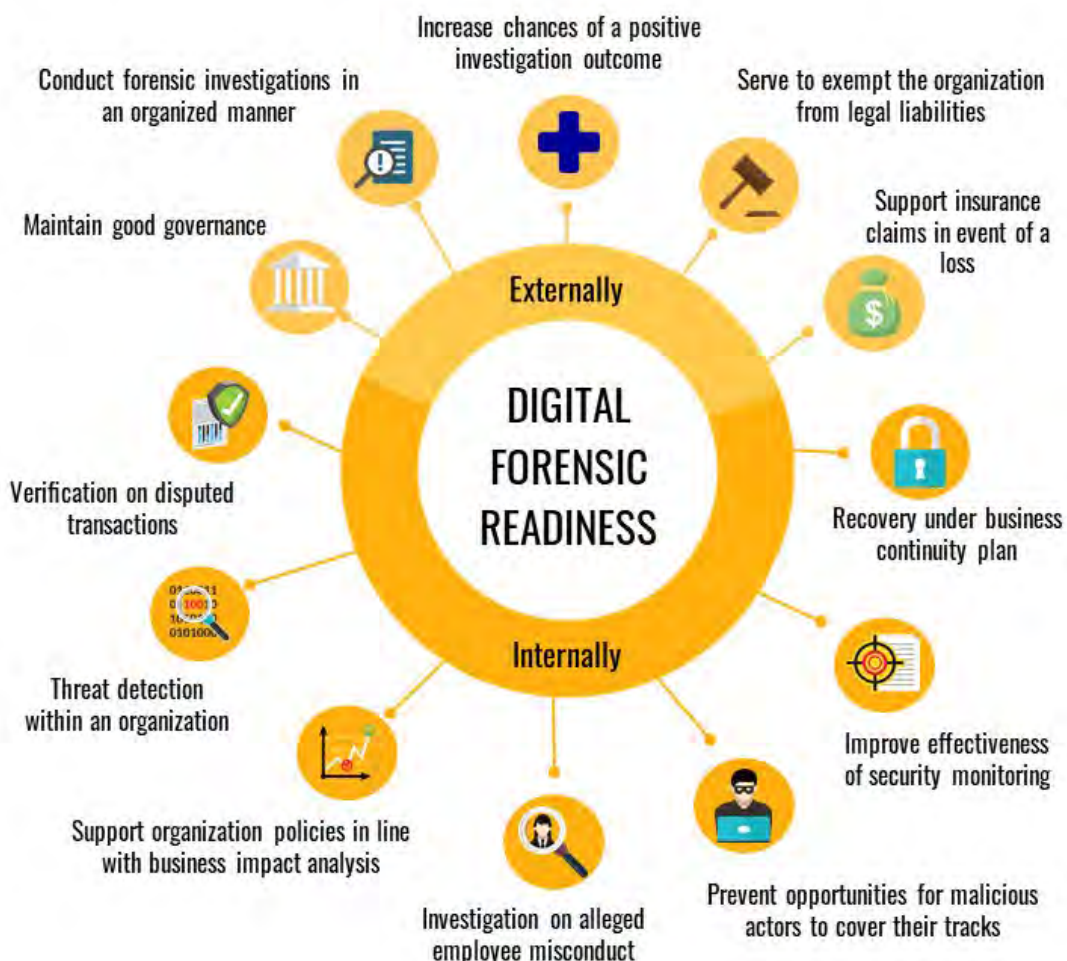 Increase chances of a positive
investigation outcome
Conduct forensic investigations in
an organized manner
Serve to exempt the organization
from legal liabilities
Maintain good governance
Support insurance
claims in event of a
loss
$
Externally
DIGITAL
FORENSIC
READINESS
Internally
Verification on disputed
transactions
Recovery under business
continuity plan
Threat detection
within an organization
Improve effectiveness
of security monitoring
Support organization policies in line
with business impact analysis
Prevent opportunities for malicious
actors to cover their tracks
Investigation on alleged
employee misconduct